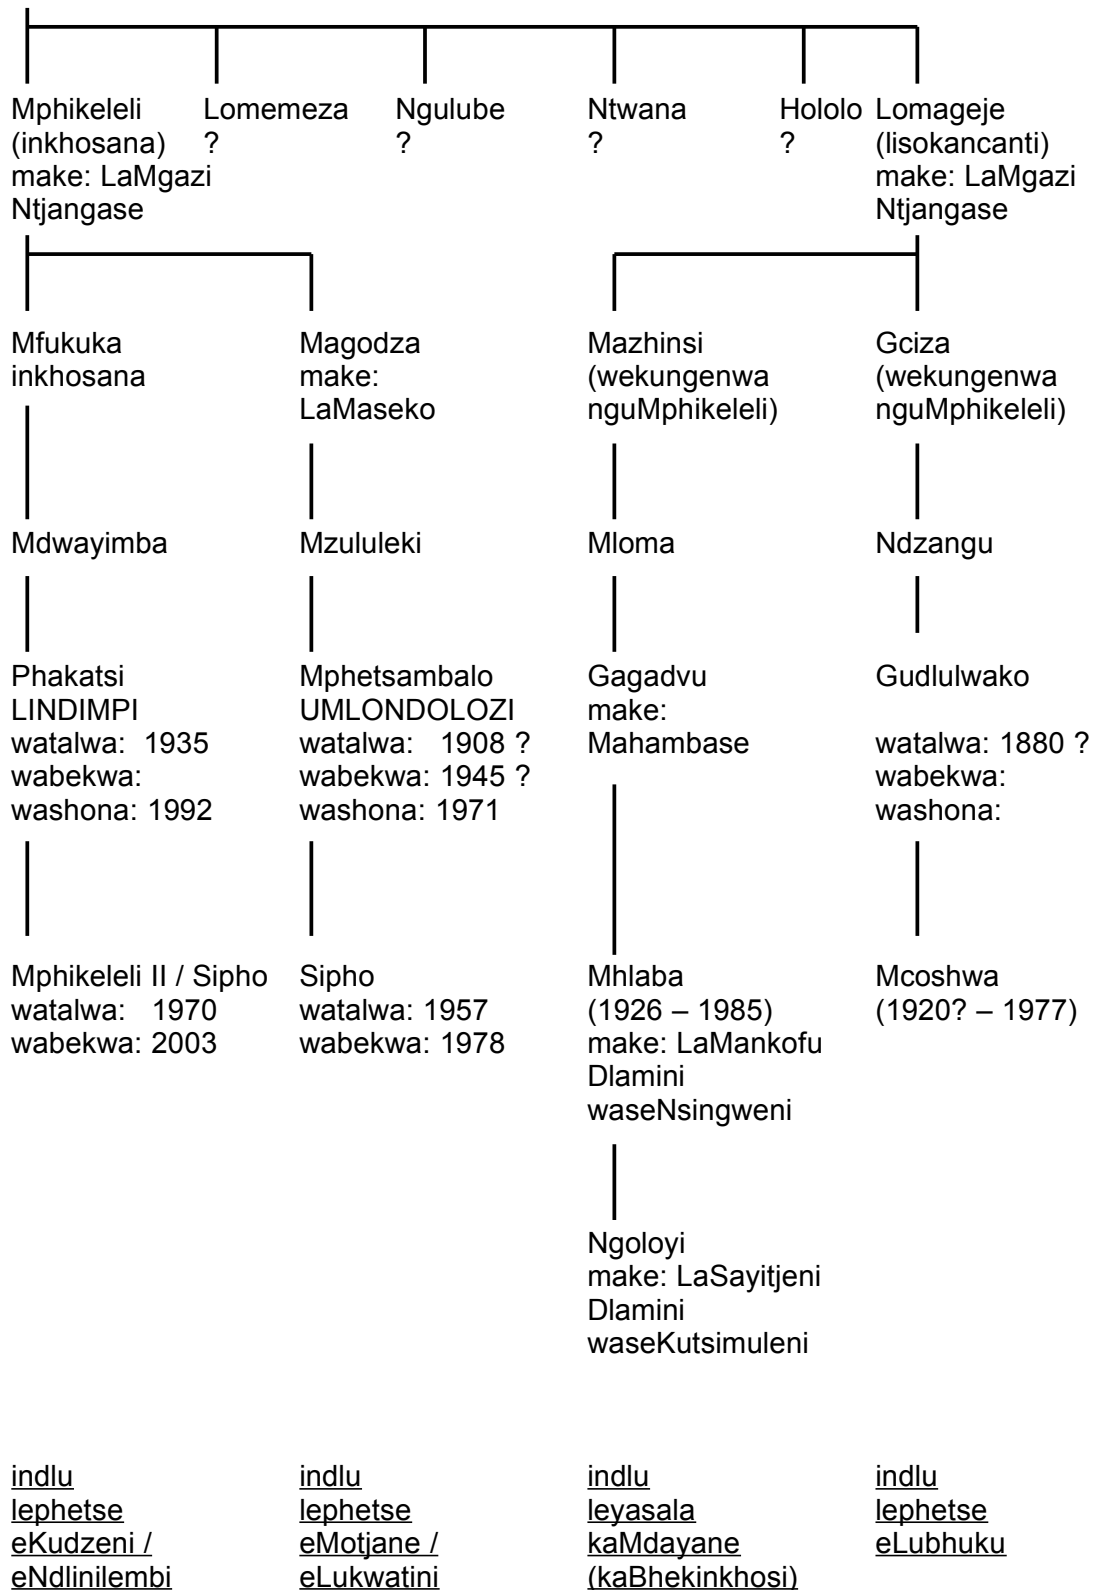 Mphikeleli
(inkhosana)
make: LaMgazi
Ntjangase
Lomemeza
?
Ngulube
?
Ntwana
?
Hololo
?
Lomageje
(lisokancanti)
make: LaMgazi
Ntjangase
Mfukuka
inkhosana
Magodza
make:
LaMaseko
Mazhinsi
(wekungenwa
nguMphikeleli)
Gciza
(wekungenwa
nguMphikeleli)
Mdwayimba
Mzululeki
Mloma
Ndzangu
Phakatsi
LINDIMPI
watalwa: 1935
wabekwa:
washona: 1992
Mphetsambalo
UMLONDOLOZI
watalwa: 1908 ?
wabekwa: 1945 ?
washona: 1971
Gagadvu
make:
Mahambase
Gudlulwako
watalwa: 1880 ?
wabekwa:
washona:
Mphikeleli II / Sipho
watalwa: 1970
wabekwa: 2003
Sipho
watalwa: 1957
wabekwa: 1978
Mhlaba
(1926 – 1985)
make: LaMankofu
Dlamini
waseNsingweni
Mcoshwa
(1920? – 1977)
Ngoloyi
make: LaSayitjeni
Dlamini
waseKutsimuleni
indlu
lephetse
eKudzeni /
eNdlinilembi
indlu
lephetse
eMotjane /
eLukwatini
indlu
leyasala
kaMdayane
(kaBhekinkhosi)
indlu
lephetse
eLubhuku